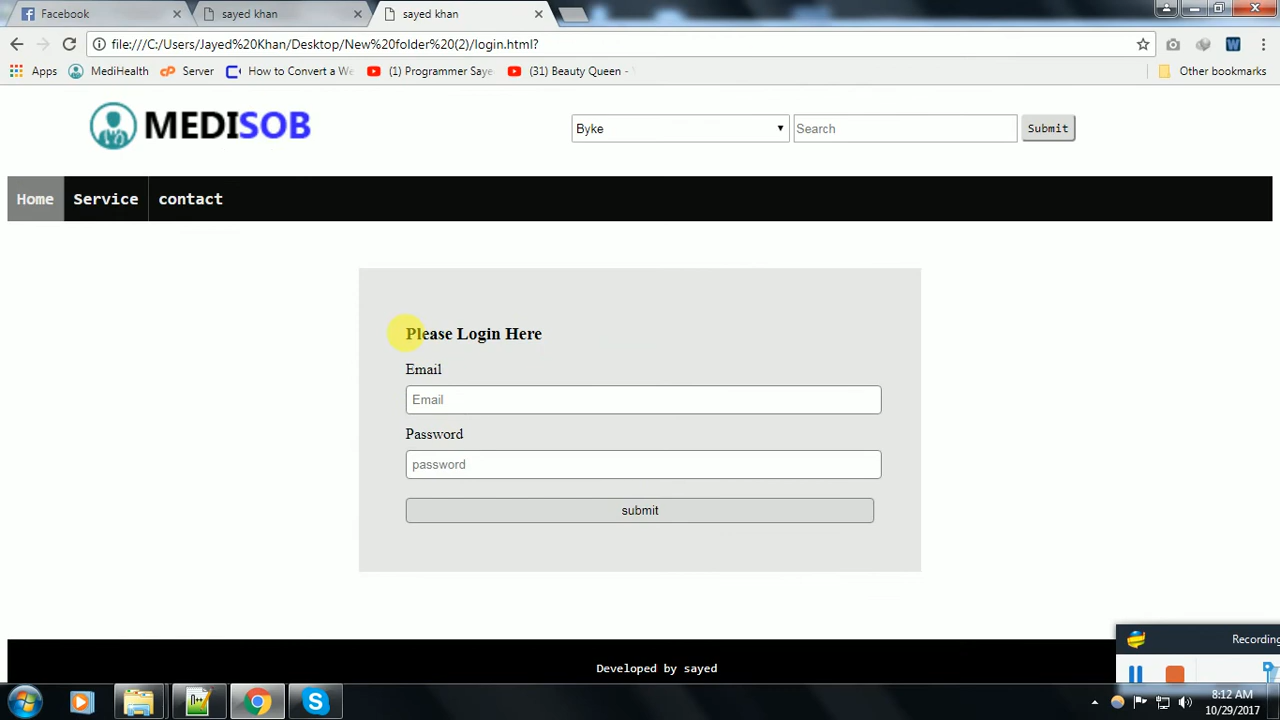 Facebook
sayed khan
sayed khan
file:///C:/Users/Jayed%20Khan/Desktop/New%20folder%20(2)/login.html?
Apps MediHealth Server How to Convert a We (1) Programmer Saye (31) Beauty Queen - Other bookmarks
MEDISOB
Byke
Search
Submit
Home Service contact
Please Login Here
Email
Email
Password
password
submit
Developed by sayed
Recording
8:12 AM
10/29/2017